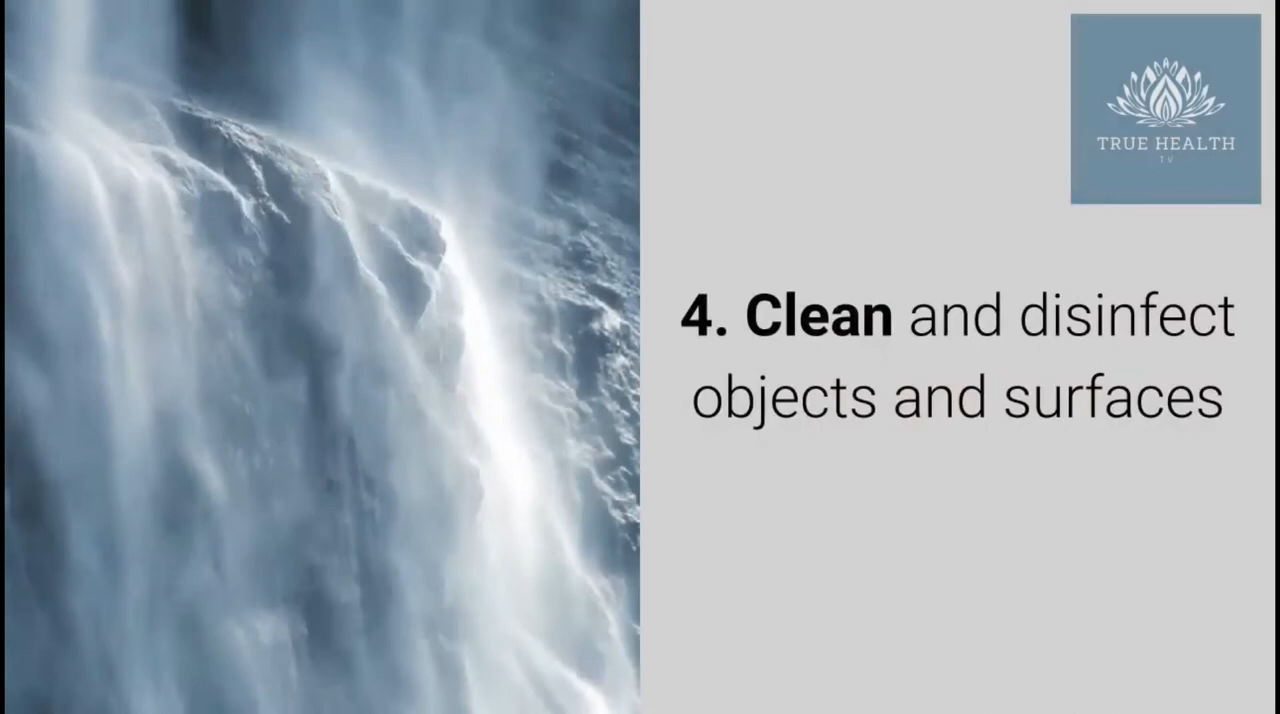 TRUE HEALTH
TV
4. Clean and disinfect
objects and surfaces